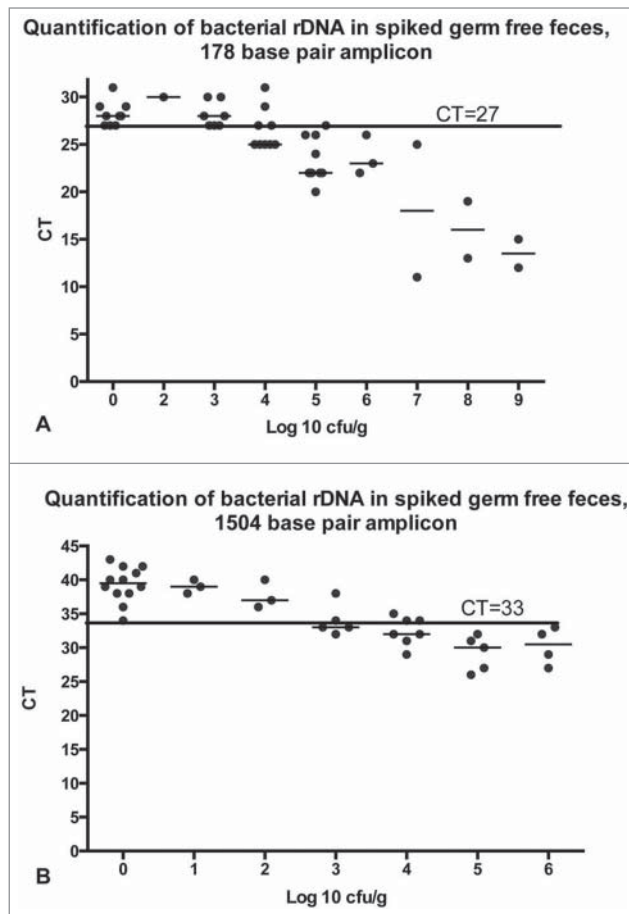 Quantification of bacterial rDNA in spiked germ free feces,
178 base pair amplicon
30
25
20
15
10
5
0
CT
CT=27
0 2 3 4 5 6 7 8 9
Log 10 cfu/g
A
Quantification of bacterial rDNA in spiked germ free feces,
1504 base pair amplicon
45
40
35
30
25
20
15
10
5
0
CT
CT=33
0 1 2 3 4 5 6
Log 10 cfu/g
B